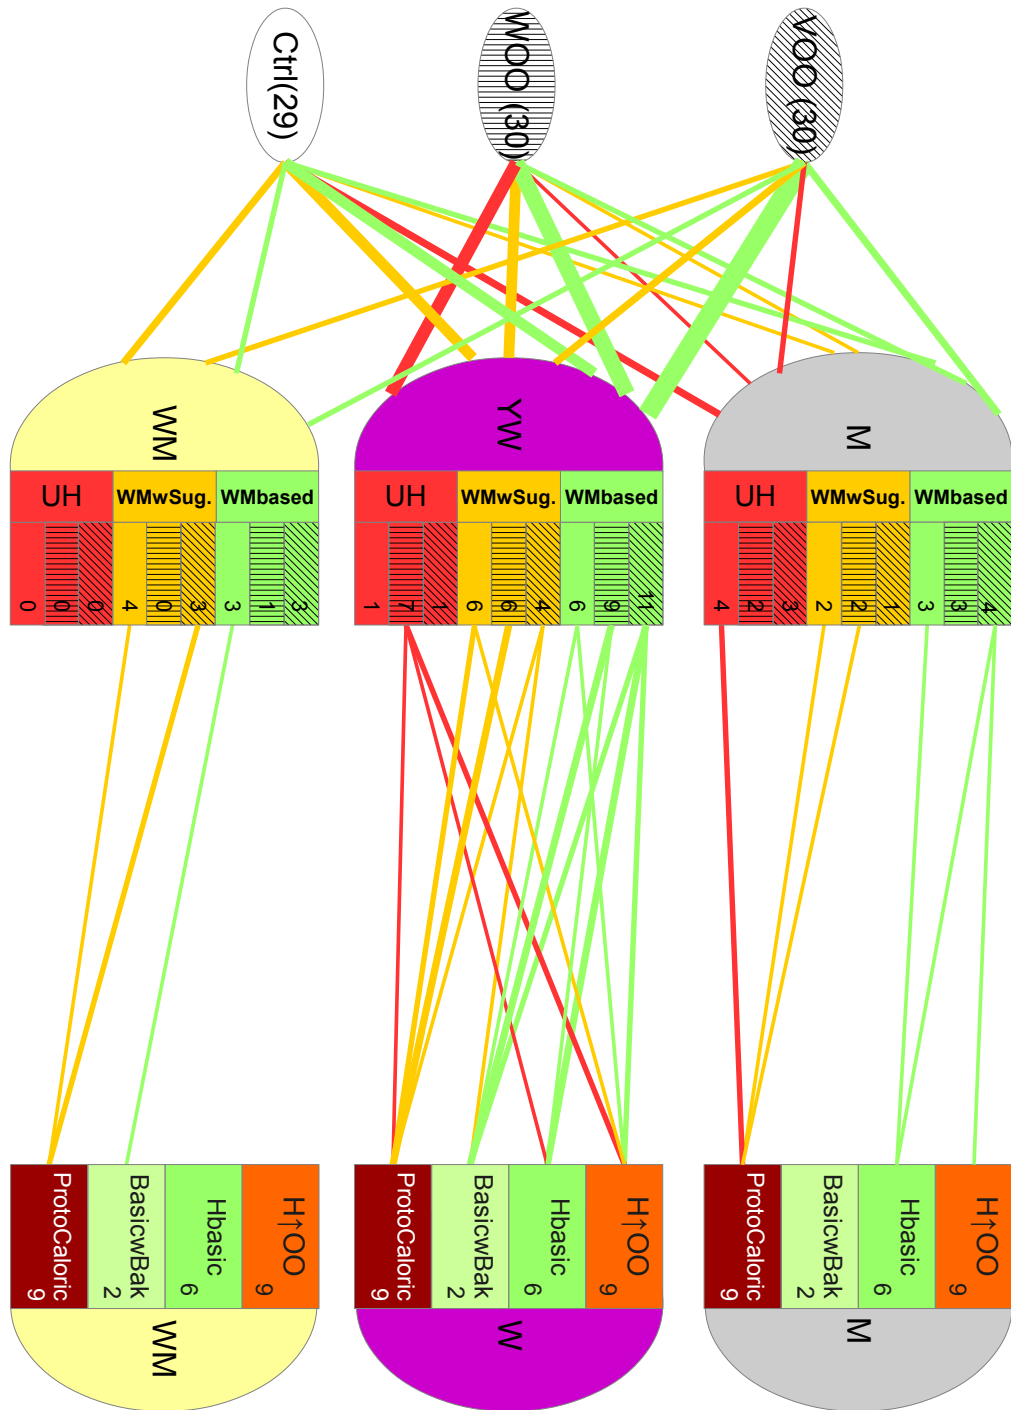 Ctrl(29)
WOO (30)
VOO (30)
WM
YW
M
UH
WMwSug.
WMbased
UH
WMwSug.
WMbased
UH
WMwSug.
WMbased
0
0
0
4
0
3
3
1
3
1
7
1
6
6
4
6
9
11
4
2
3
2
2
1
3
3
4
ProtoCaloric
9
BasicwBak
2
Hbasic
6
H↑OO
9
ProtoCaloric
9
BasicwBak
2
Hbasic
6
H↑OO
9
ProtoCaloric
9
BasicwBak
2
Hbasic
6
H↑OO
9
WM
W
M